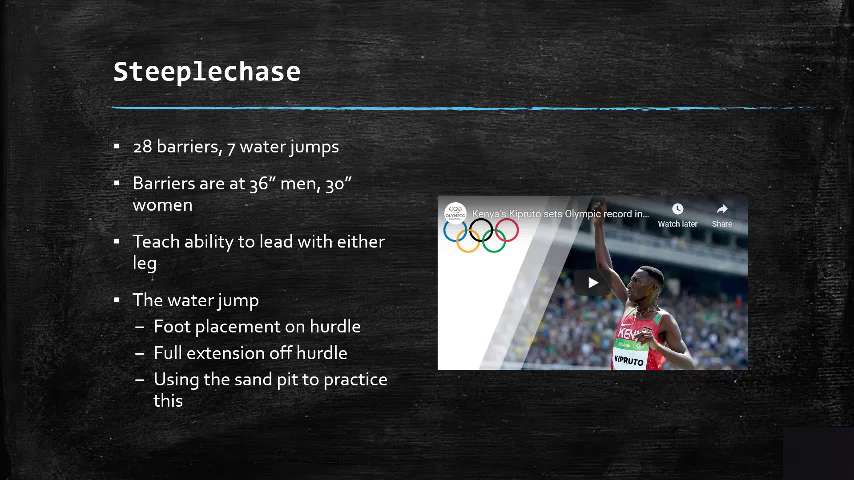 Steeplechase
28 barriers, 7 water jumps
Barriers are at 36” men, 30”
women
Teach ability to lead with either
leg
The water jump
– Foot placement on hurdle
– Full extension off hurdle
– Using the sand pit to practice
this
Kenya's Kipruto sets Olympic record in...
Watch later
Share
KENYA
KIPRUTO